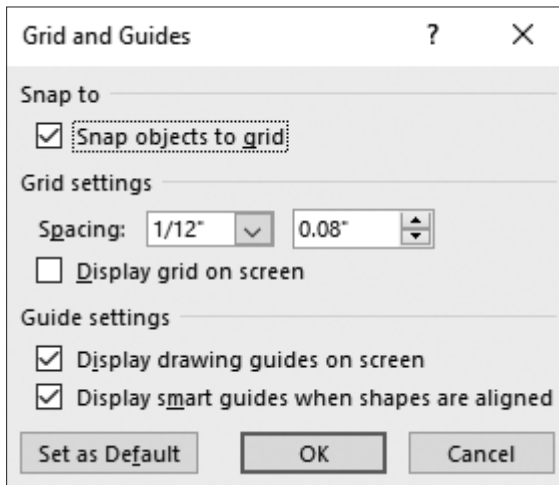 Grid and Guides ?
Snap to
Snap objects to grid
Grid settings
Spacing: 1/12" 0.08"
Display grid on screen
Guide settings
Display drawing guides on screen
Display smart guides when shapes are aligned
Set as Default OK Cancel